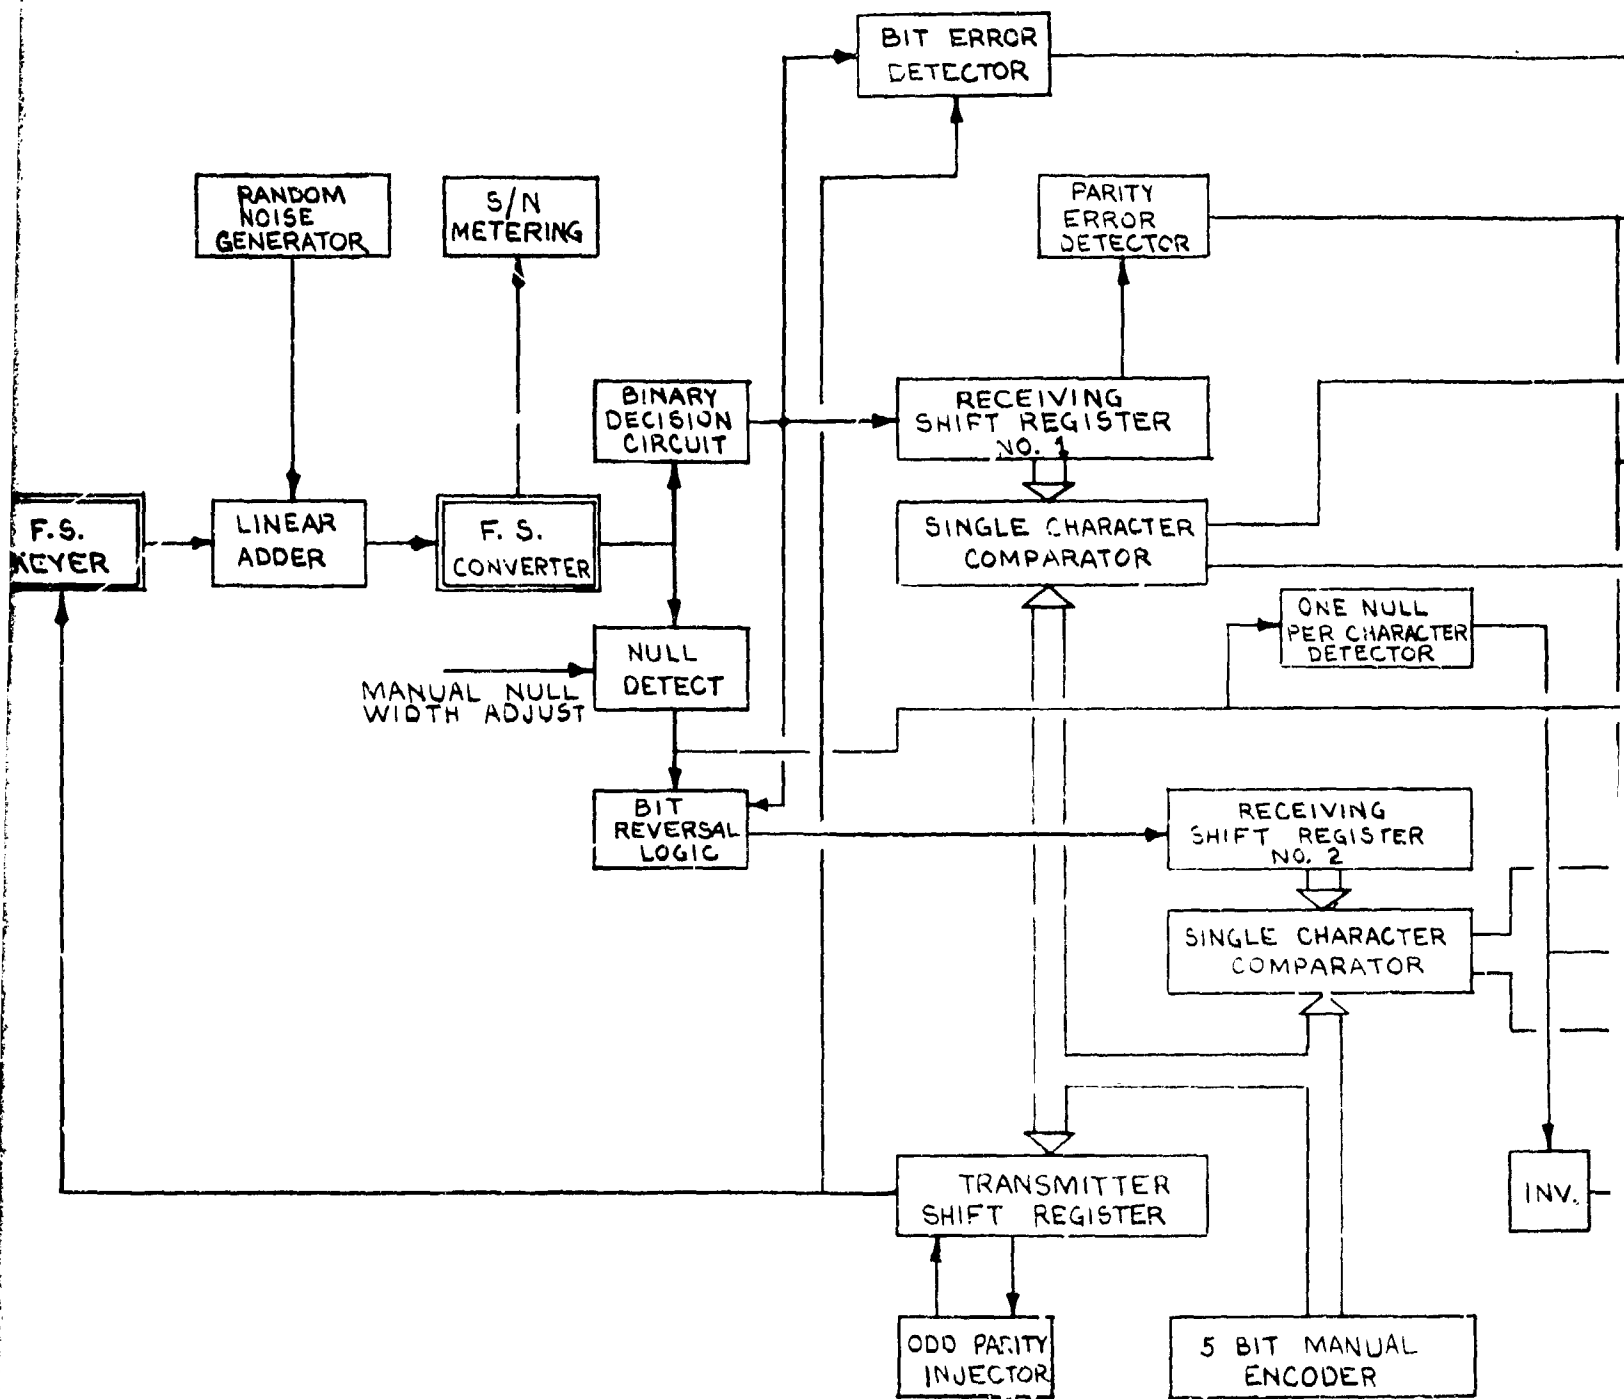 BIT ERROR
DETECTOR
RANDOM
NOISE
GENERATOR
S/N
METERING
PARITY
ERROR
DETECTOR
BINARY
DECISION
CIRCUIT
RECEIVING
SHIFT REGISTER
NO. 1
F.S.
KEYER
LINEAR
ADDER
F. S.
CONVERTER
SINGLE CHARACTER
COMPARATOR
ONE NULL
PER CHARACTER
DETECTOR
NULL
DETECT
MANUAL NULL
WIDTH ADJUST
BIT
REVERSAL
LOGIC
RECEIVING
SHIFT REGISTER
NO. 2
SINGLE CHARACTER
COMPARATOR
TRANSMITTER
SHIFT REGISTER
INV.
ODD PARITY
INJECTOR
5 BIT MANUAL
ENCODER